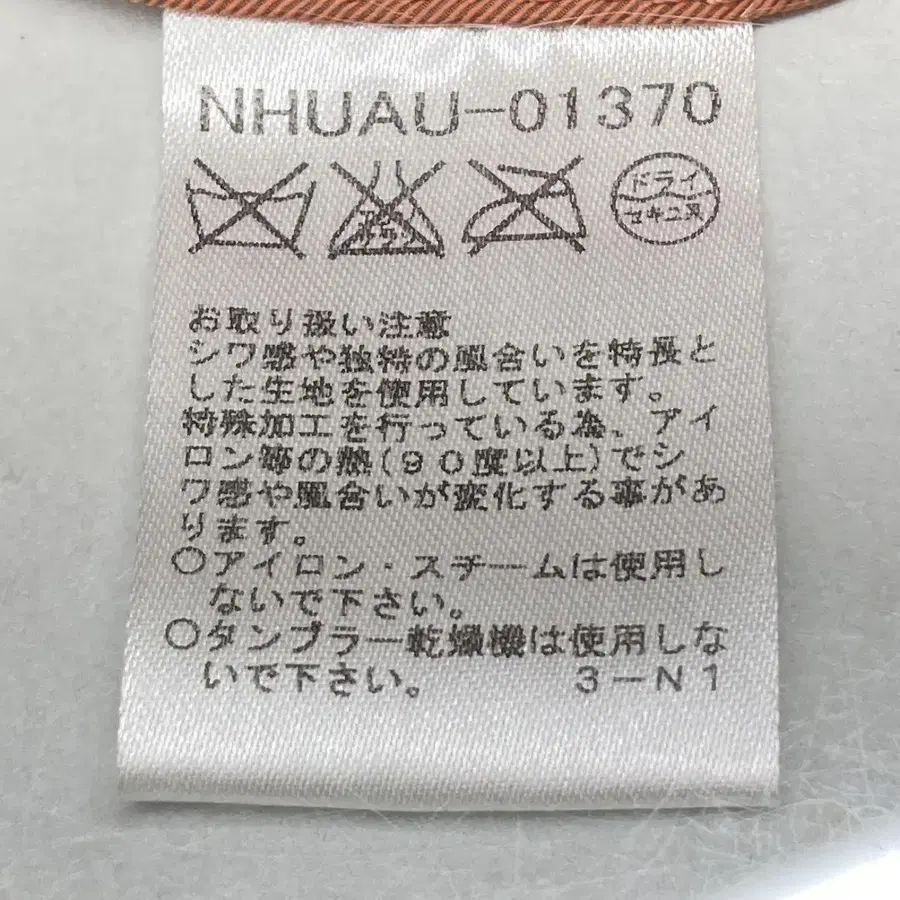 NHUAU-01370
ドライ
セキユ系
お取り扱い注意
シワ感や独特の風合いを特長と
した生地を使用しています。
特殊加工を行っている為、アイ
ロン等の熱(90度以上)でシ
ワ感や風合いが変化する事があ
ります。
○アイロン・スチームは使用し
ないで下さい。
○タンブラー乾燥機は使用しな
いで下さい。
3-N1